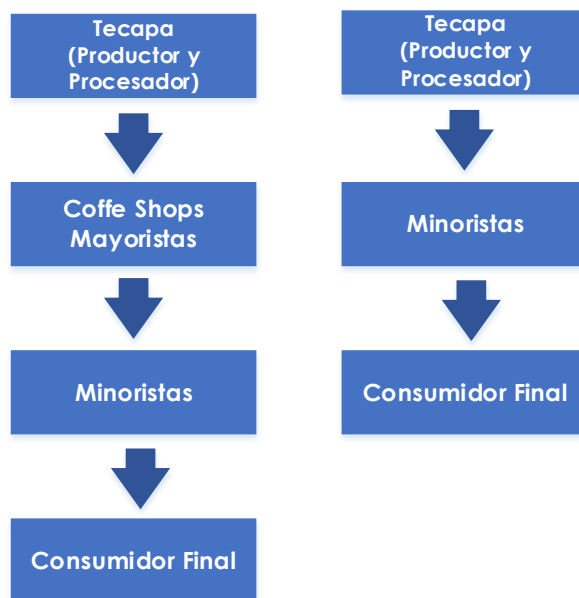 Tecapa
(Productor y
Procesador)
Coffe Shops
Mayoristas
Minoristas
Consumidor Final
Tecapa
(Productor y
Procesador)
Minoristas
Consumidor Final